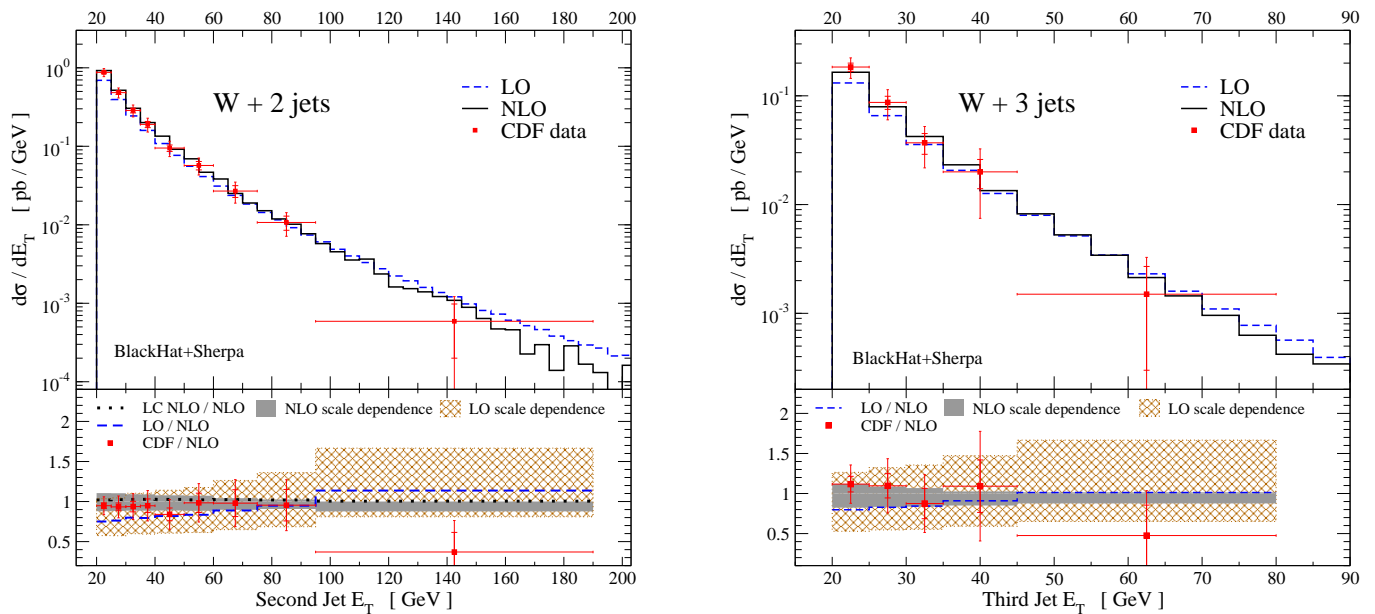 20 40 60 80 100 120 140 160 180 200
10^0
10^-1
10^-2
10^-3
10^-4
dσ / dE_T [ pb / GeV ]
W + 2 jets
LO
NLO
CDF data
BlackHat+Sherpa
2
1.5
1
0.5
LC NLO / NLO
LO / NLO
CDF / NLO
NLO scale dependence
LO scale dependence
20 40 60 80 100 120 140 160 180 200
Second Jet E_T [ GeV ]
20 30 40 50 60 70 80 90
10^-1
10^-2
10^-3
dσ / dE_T [ pb / GeV ]
W + 3 jets
LO
NLO
CDF data
BlackHat+Sherpa
2
1.5
1
0.5
LO / NLO
CDF / NLO
NLO scale dependence
LO scale dependence
20 30 40 50 60 70 80 90
Third Jet E_T [ GeV ]